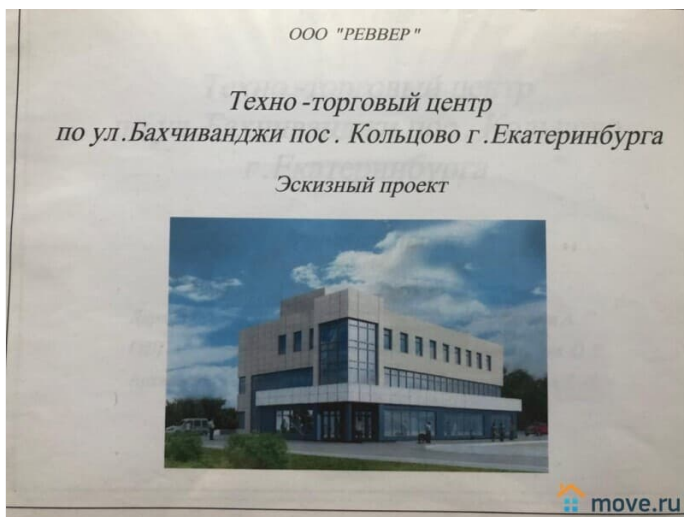 ООО "РЕВВЕР"
Техно -торговый центр
по ул.Бахчиванджи пос. Кольцово г.Екатеринбурга
Эскизный проект
move.ru